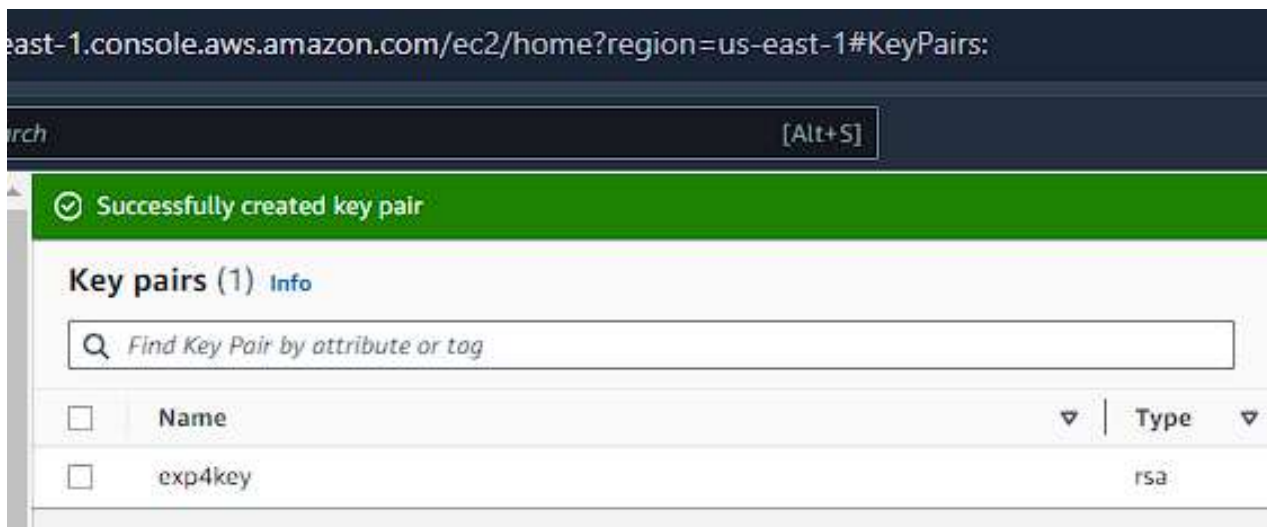 east-1.console.aws.amazon.com/ec2/home?region=us-east-1#KeyPairs:
arch [Alt+S]
Successfully created key pair
Key pairs (1) Info
Find Key Pair by attribute or tag
Name Type
exp4key rsa